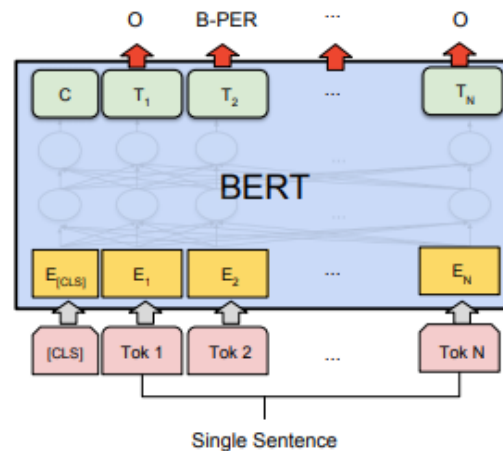 O B-PER ... O
C T1 T2 ... TN
...
BERT
...
E[CLS] E1 E2 ... EN
[CLS] Tok 1 Tok 2 ... Tok N
Single Sentence